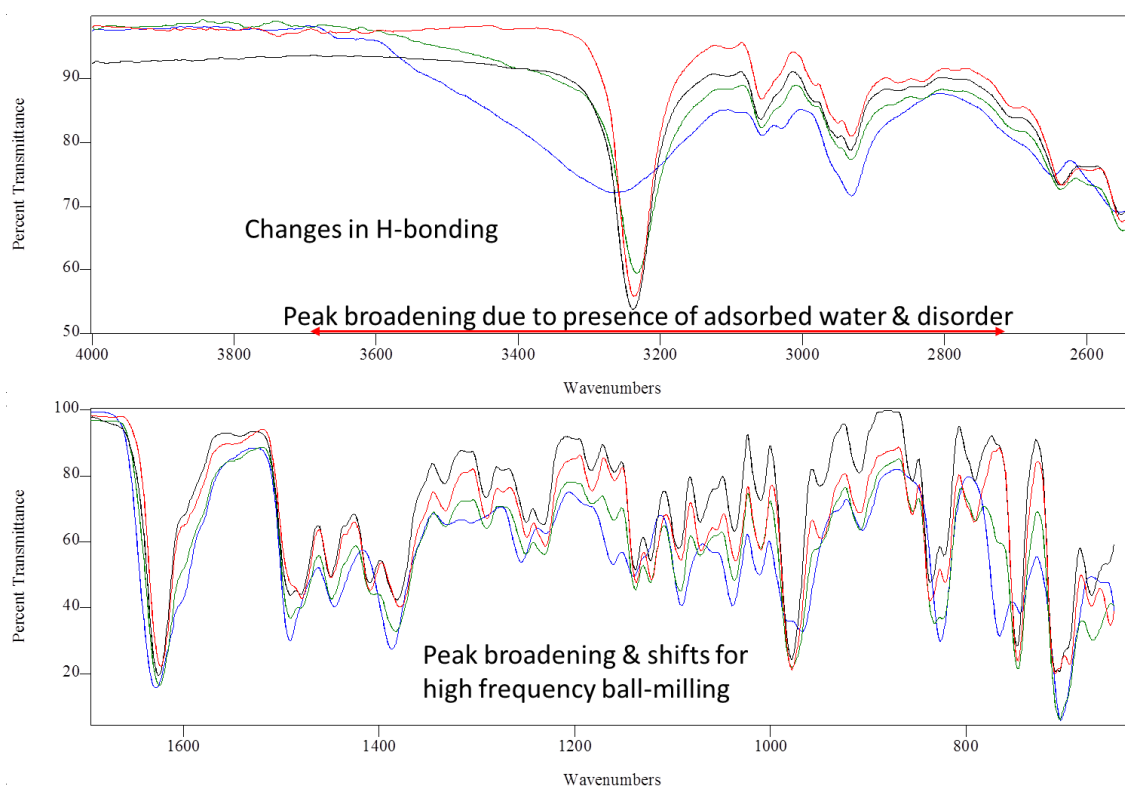 90
80
70
60
50
Percent Transmittance
Changes in H-bonding
Peak broadening due to presence of adsorbed water & disorder
4000 3800 3600 3400 3200 3000 2800 2600
Wavenumbers
100
80
60
40
20
Percent Transmittance
Peak broadening & shifts for
high frequency ball-milling
1600 1400 1200 1000 800
Wavenumbers